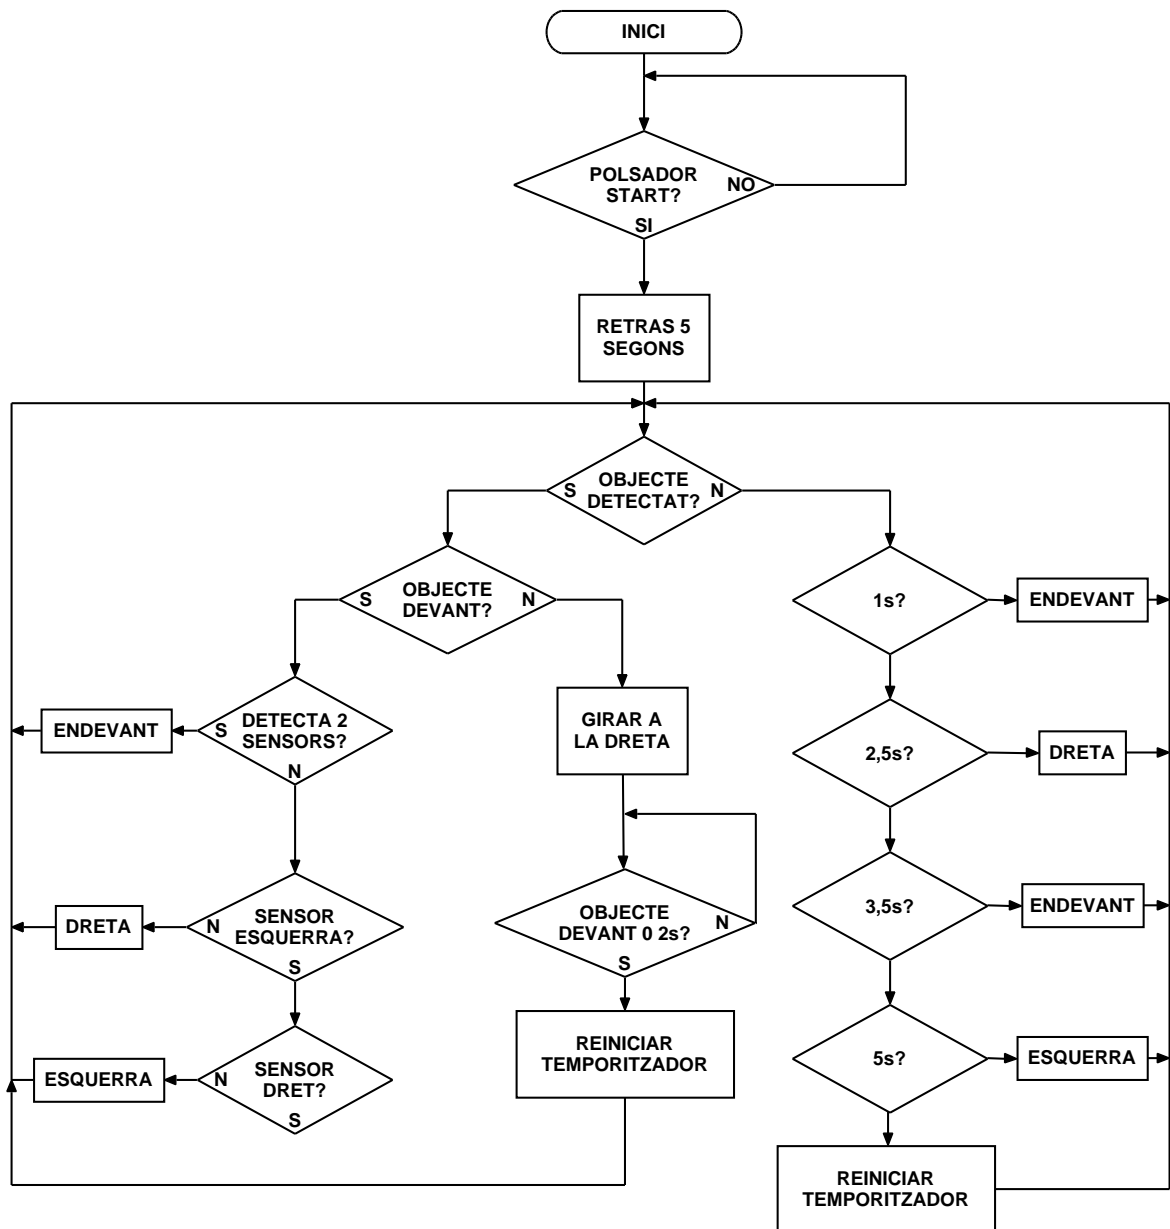 INICI
POLSADOR
START?
NO
SI
RETRAS 5
SEGONS
OBJECTE
DETECTAT?
S
N
OBJECTE
DEVANT?
S
N
1s?
ENDEVANT
DETECTA 2
SENSORS?
S
N
ENDEVANT
GIRAR A
LA DRETA
2,5s?
DRETA
SENSOR
ESQUERRA?
N
S
DRETA
OBJECTE
DEVANT 0 2s?
N
S
3,5s?
ENDEVANT
SENSOR
DRET?
N
S
ESQUERRA
REINICIAR
TEMPORITZADOR
5s?
ESQUERRA
REINICIAR
TEMPORITZADOR